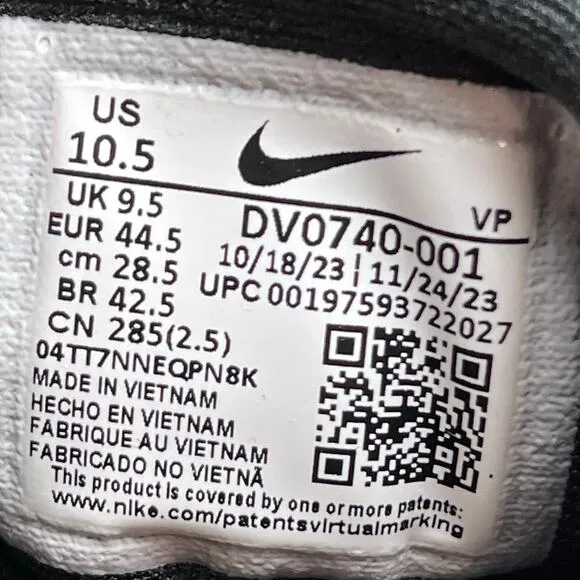 US
10.5
UK 9.5
EUR 44.5
cm 28.5
BR 42.5
CN 285(2.5)
VP
DV0740-001
10/18/23 | 11/24/23
UPC 00197593722027
04TT7NNEQPN8K
MADE IN VIETNAM
HECHO EN VIETNAM
FABRIQUE AU VIETNAM
FABRICADO NO VIETNÃ
This product is covered by one or more patents:
www.nike.com/patentsvirtualmarking